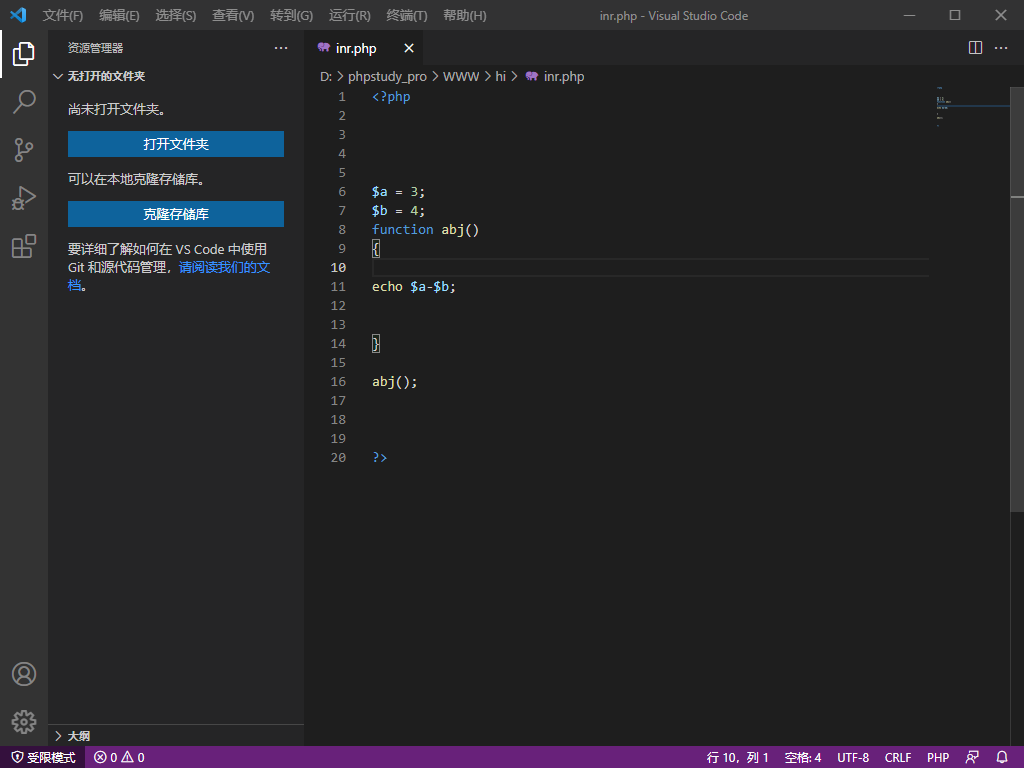 文件(F) 编辑(E) 选择(S) 查看(V) 转到(G) 运行(R) 终端(T) 帮助(H) inr.php - Visual Studio Code
资源管理器
无打开的文件夹
尚未打开文件夹。
打开文件夹
可以在本地克隆存储库。
克隆存储库
要详细了解如何在 VS Code 中使用
Git 和源代码管理，请阅读我们的文
档。
大纲
inr.php
D: > phpstudy_pro > WWW > hi > inr.php
1 <?php
2
3
4
5
6 $a = 3;
7 $b = 4;
8 function abj()
9 {
10
11 echo $a-$b;
12
13
14 }
15
16 abj();
17
18
19
20 ?>
受限模式 0 0 行 10，列 1 空格: 4 UTF-8 CRLF PHP